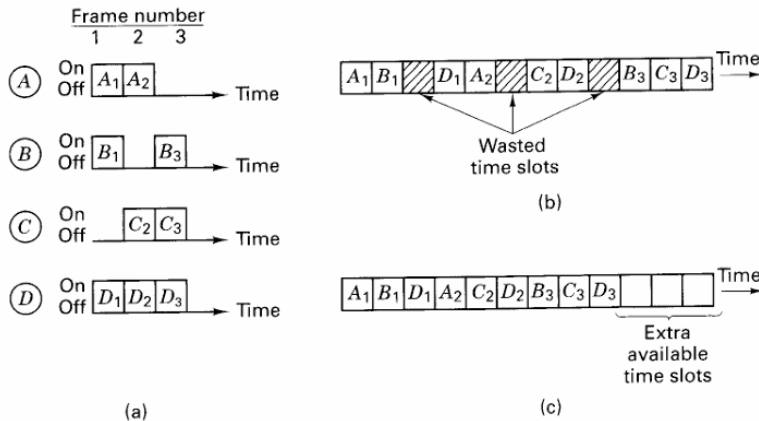 Frame number
1 2 3
A On Off A₁ A₂ Time
B On Off B₁ B₃ Time
C On Off C₂ C₃ Time
D On Off D₁ D₂ D₃ Time
(a)
Time
A₁ B₁ D₁ A₂ C₂ D₂ B₃ C₃ D₃
Wasted
time slots
(b)
Time
A₁ B₁ D₁ A₂ C₂ D₂ B₃ C₃ D₃
Extra
available
time slots
(c)